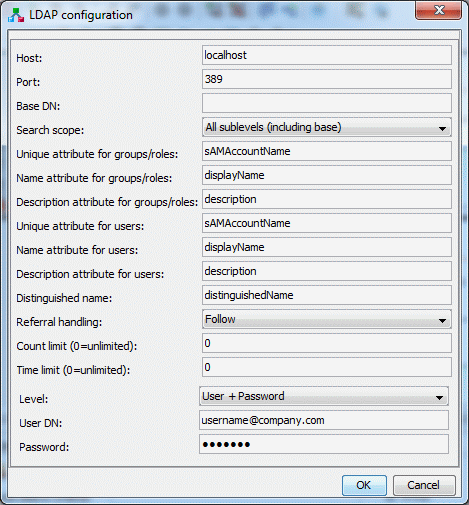 LDAP configuration
Host: localhost
Port: 389
Base DN:
Search scope: All sublevels (including base)
Unique attribute for groups/roles: sAMAccountName
Name attribute for groups/roles: displayName
Description attribute for groups/roles: description
Unique attribute for users: sAMAccountName
Name attribute for users: displayName
Description attribute for users: description
Distinguished name: distinguishedName
Referral handling: Follow
Count limit (0=unlimited): 0
Time limit (0=unlimited): 0
Level: User + Password
User DN: username@company.com
Password: •••••••
OK Cancel